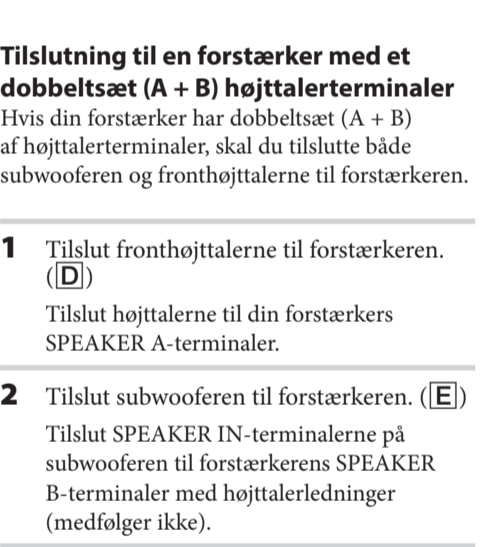 Tilslutning til en forstærker med et
dobbeltsæt (A + B) højttalerterminaler
Hvis din forstærker har dobbeltsæt (A + B)
af højttalerterminaler, skal du tilslutte både
subwooferen og fronthøjttalerne til forstærkeren.
1 Tilslut fronthøjttalerne til forstærkeren.
(D)
Tilslut højttalerne til din forstærkers
SPEAKER A-terminaler.
2 Tilslut subwooferen til forstærkeren. (E)
Tilslut SPEAKER IN-terminalerne på
subwooferen til forstærkerens SPEAKER
B-terminaler med højttalerledninger
(medfølger ikke).